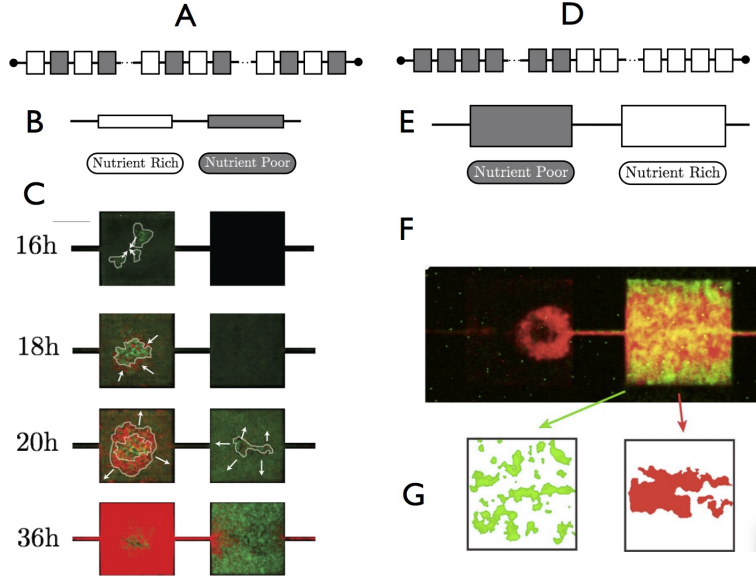 A
D
B
Nutrient Rich
Nutrient Poor
E
Nutrient Poor
Nutrient Rich
C
16h
18h
20h
36h
F
G